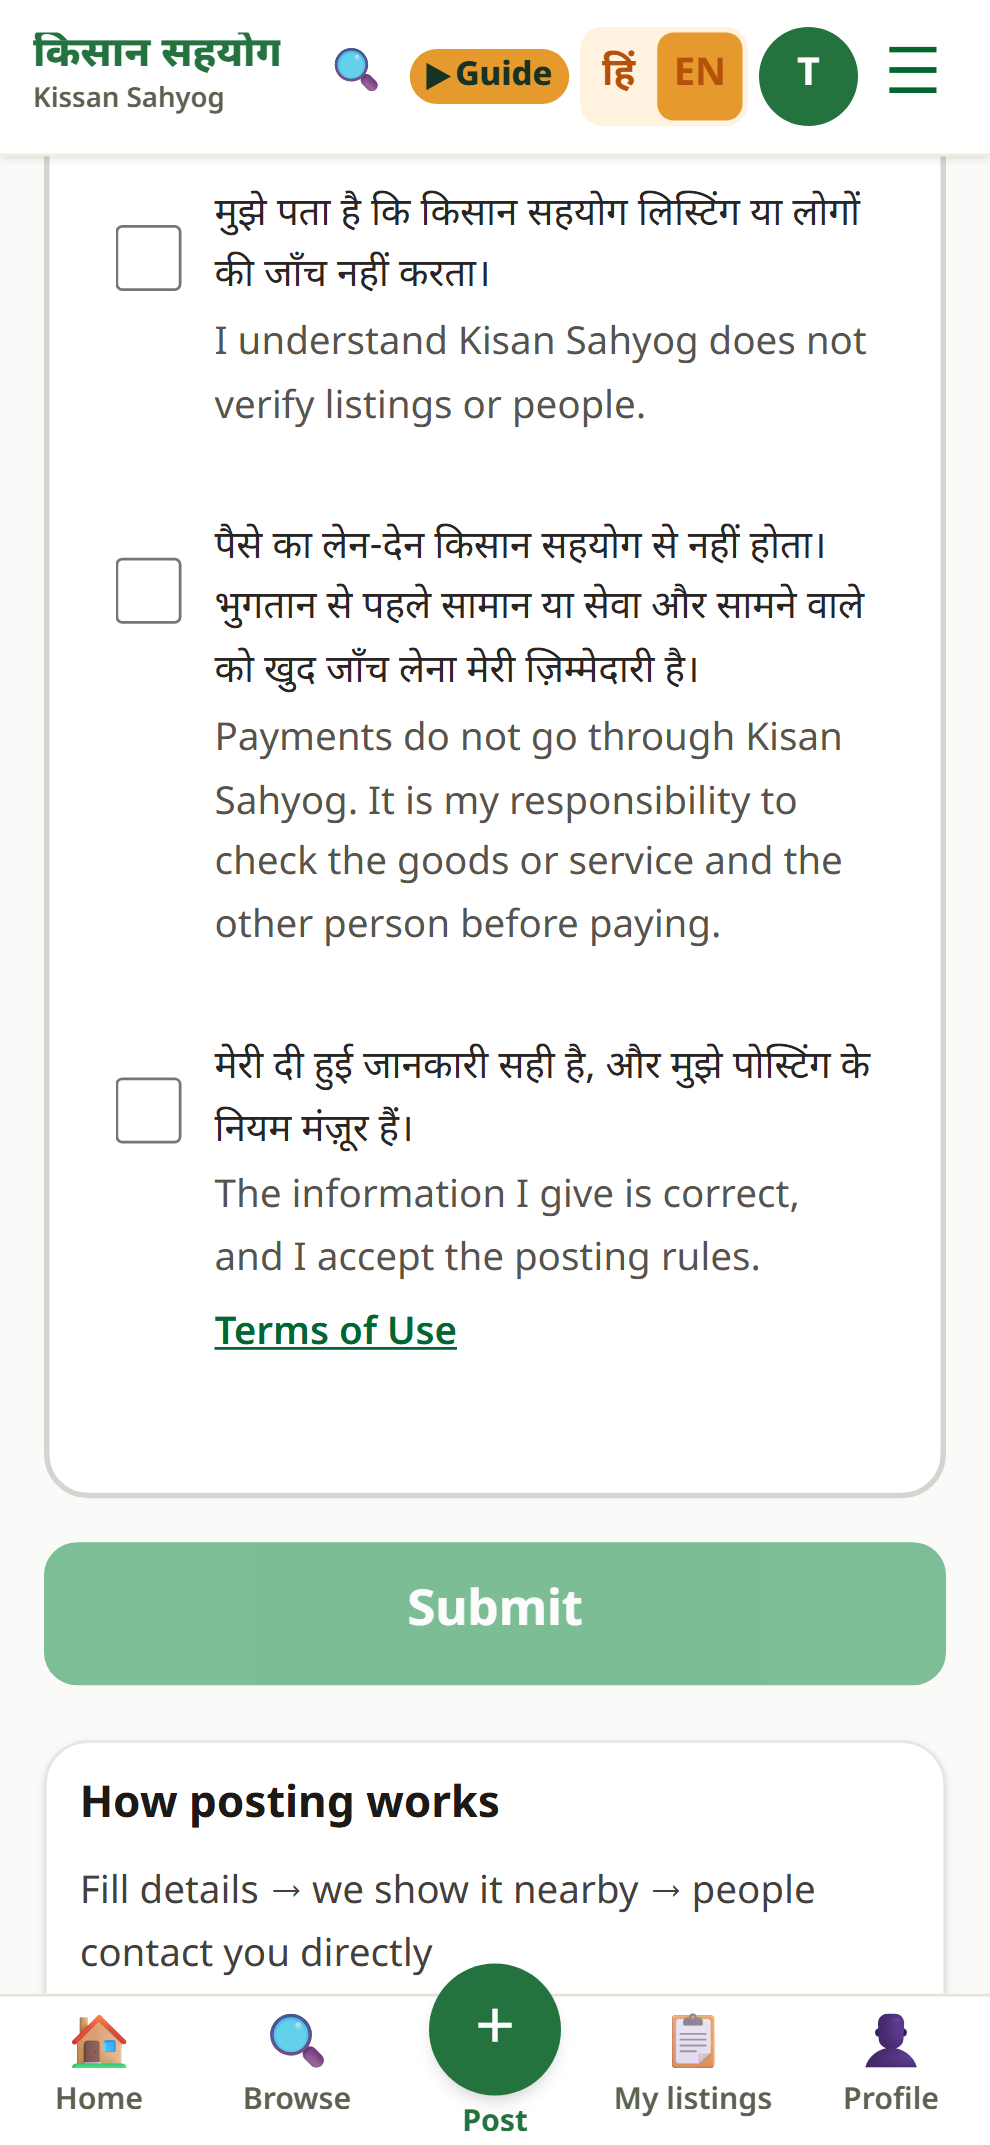 किसान सहयोग
Kissan Sahyog
▶ Guide
हिं
EN
T
मुझे पता है कि किसान सहयोग लिस्टिंग या लोगों
की जाँच नहीं करता।
I understand Kisan Sahyog does not
verify listings or people.
पैसे का लेन-देन किसान सहयोग से नहीं होता।
भुगतान से पहले सामान या सेवा और सामने वाले
को खुद जाँच लेना मेरी ज़िम्मेदारी है।
Payments do not go through Kisan
Sahyog. It is my responsibility to
check the goods or service and the
other person before paying.
मेरी दी हुई जानकारी सही है, और मुझे पोस्टिंग के
नियम मंज़ूर हैं।
The information I give is correct,
and I accept the posting rules.
Terms of Use
Submit
How posting works
Fill details → we show it nearby → people
contact you directly
Home
Browse
+
Post
My listings
Profile